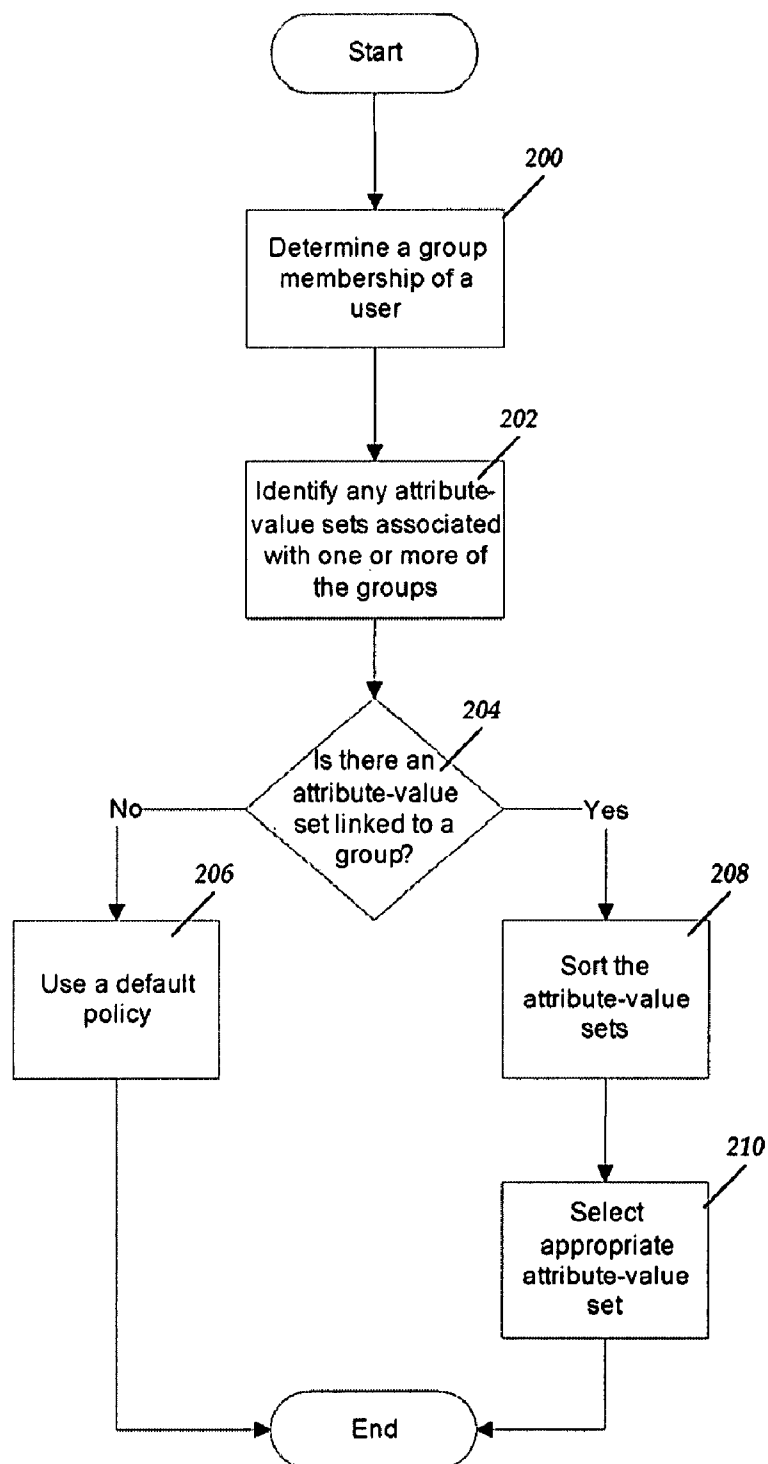 Start
200
Determine a group
membership of a
user
202
Identify any attribute-
value sets associated
with one or more of
the groups
204
Is there an
attribute-value
set linked to a
group?
No
Yes
206
Use a default
policy
208
Sort the
attribute-value
sets
210
Select
appropriate
attribute-value
set
End